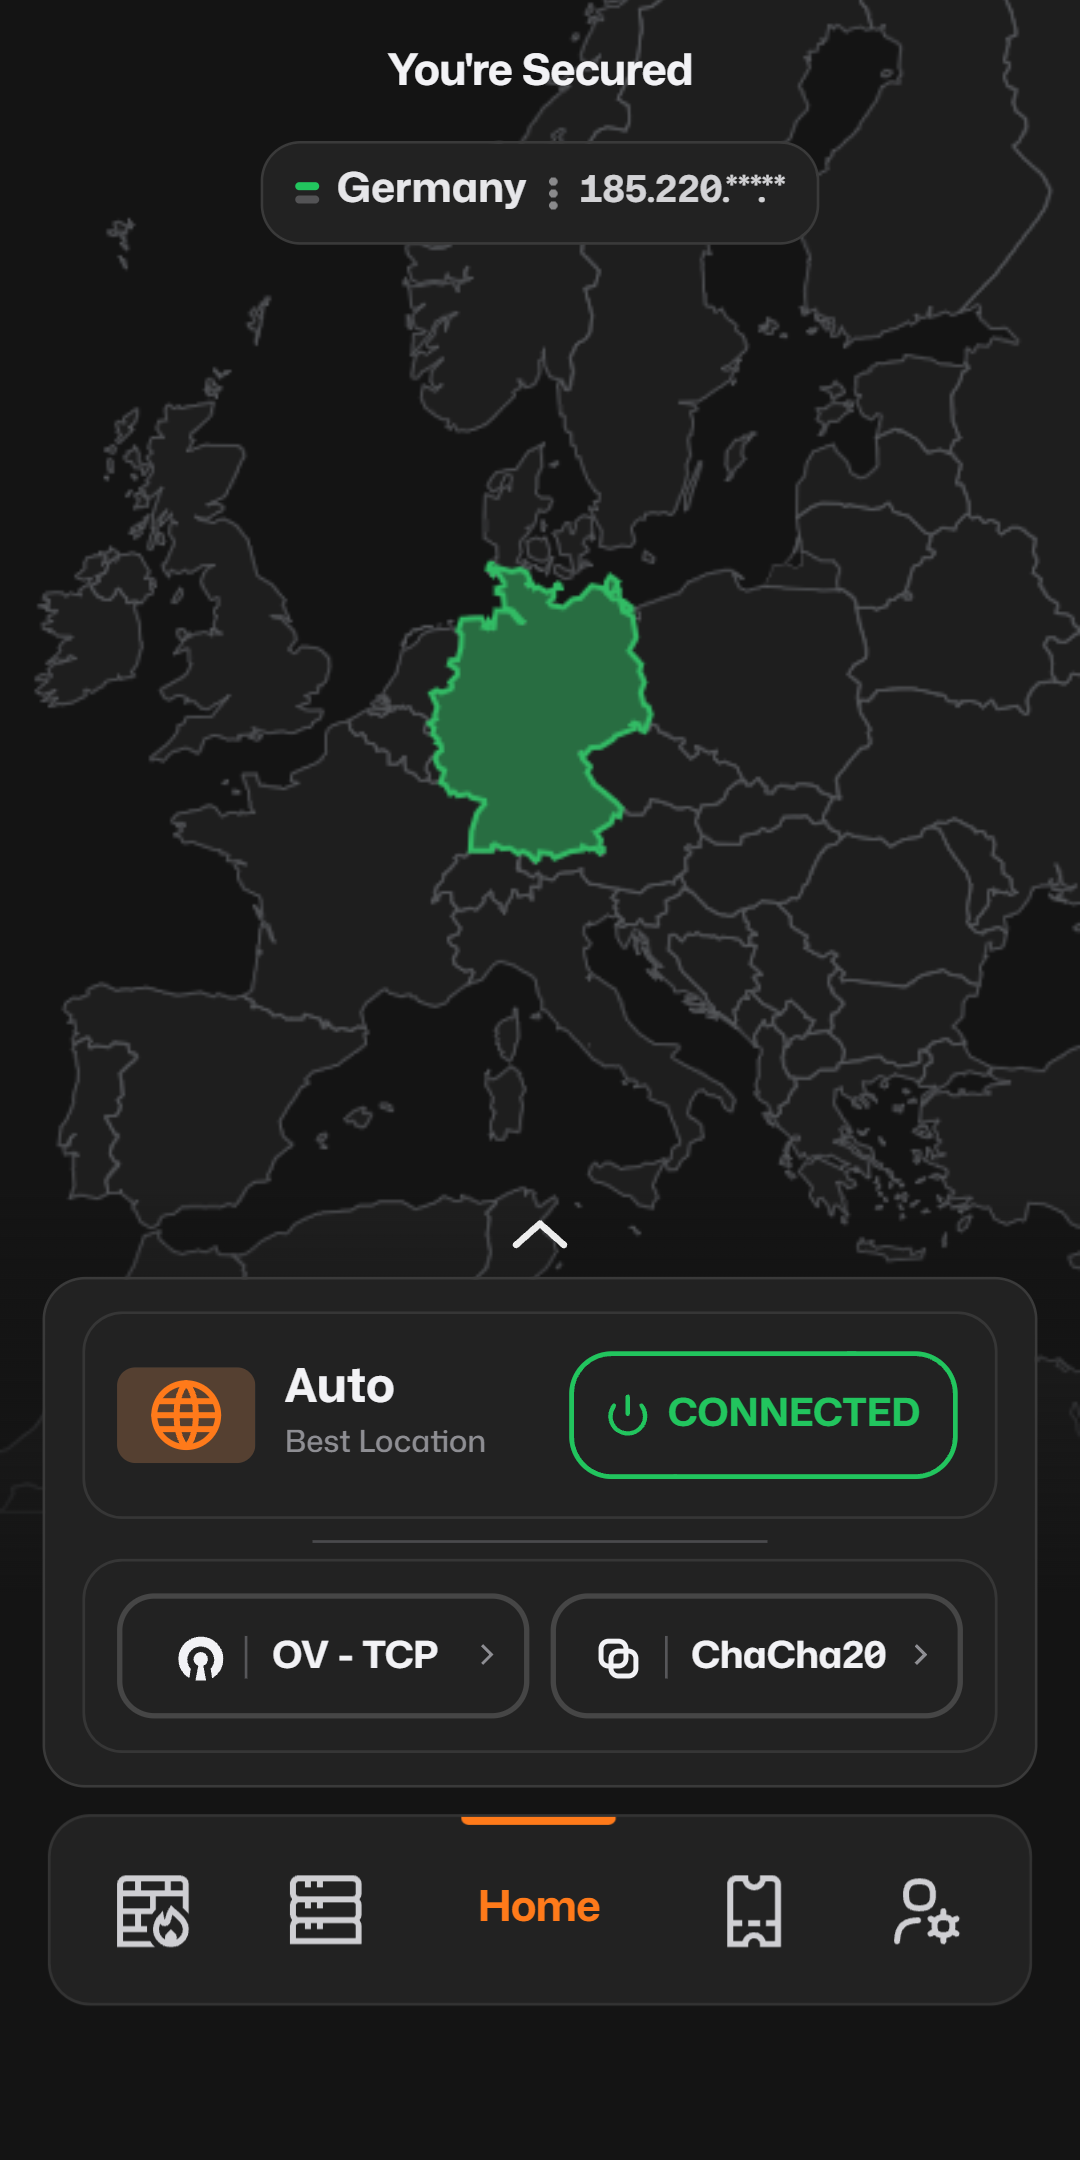 You're Secured
Germany 185.220.***.**
Auto
Best Location
CONNECTED
OV - TCP
ChaCha20
Home